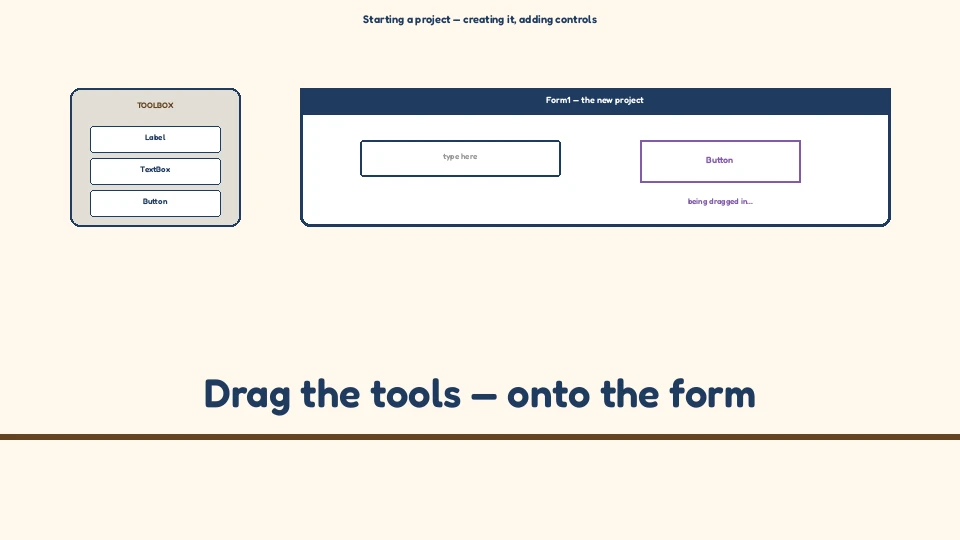 Starting a project — creating it, adding controls
TOOLBOX
Label
TextBox
Button
Form1 — the new project
type here
Button
being dragged in...
Drag the tools — onto the form